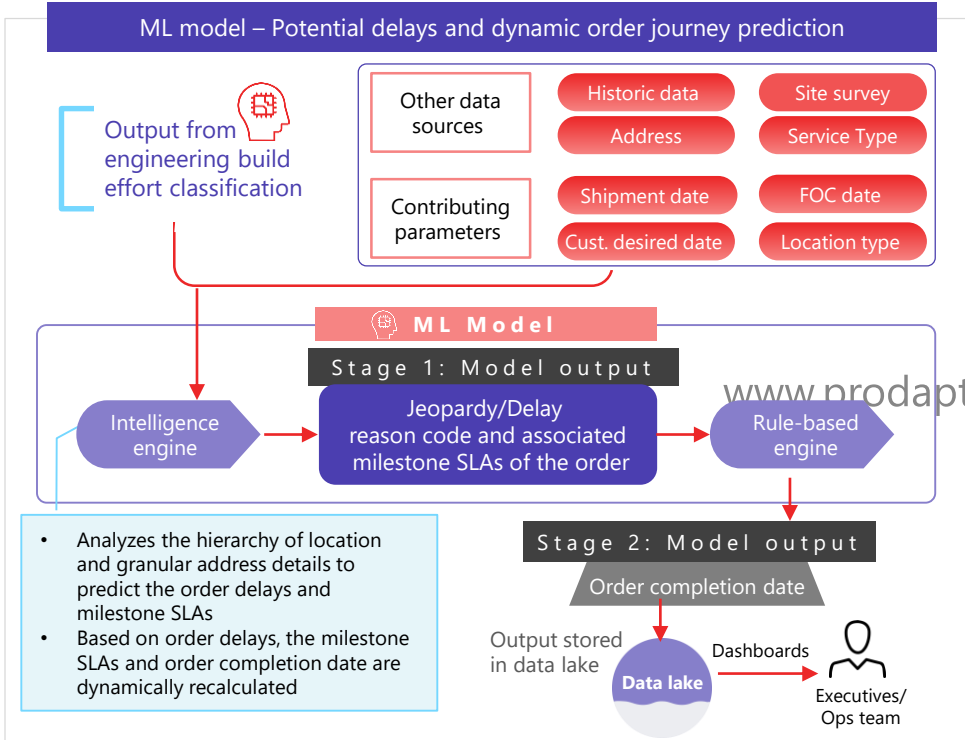 ML model – Potential delays and dynamic order journey prediction
Output from
engineering build
effort classification
Other data
sources
Historic data
Site survey
Address
Service Type
Contributing
parameters
Shipment date
FOC date
Cust. desired date
Location type
ML Model
Stage 1: Model output
www.prodapt
Intelligence
engine
Jeopardy/Delay
reason code and associated
milestone SLAs of the order
Rule-based
engine
• Analyzes the hierarchy of location
and granular address details to
predict the order delays and
milestone SLAs
• Based on order delays, the milestone
SLAs and order completion date are
dynamically recalculated
Stage 2: Model output
Order completion date
Output stored
in data lake
Data lake
Dashboards
Executives/
Ops team